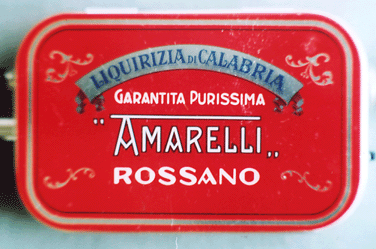 LIQUIRIZIA DI CALABRIA
GARANTITA PURISSIMA
"AMARELLI„
ROSSANO